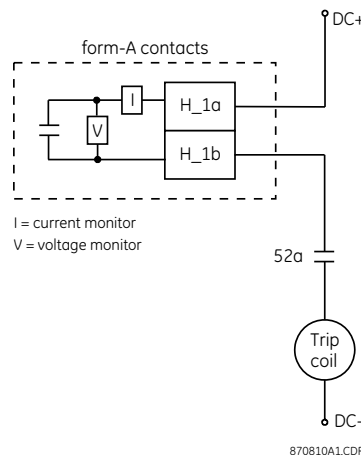 DC+
form-A contacts
I
H_1a
V
H_1b
I = current monitor
V = voltage monitor
52a
Trip
coil
DC-
870810A1.CDR